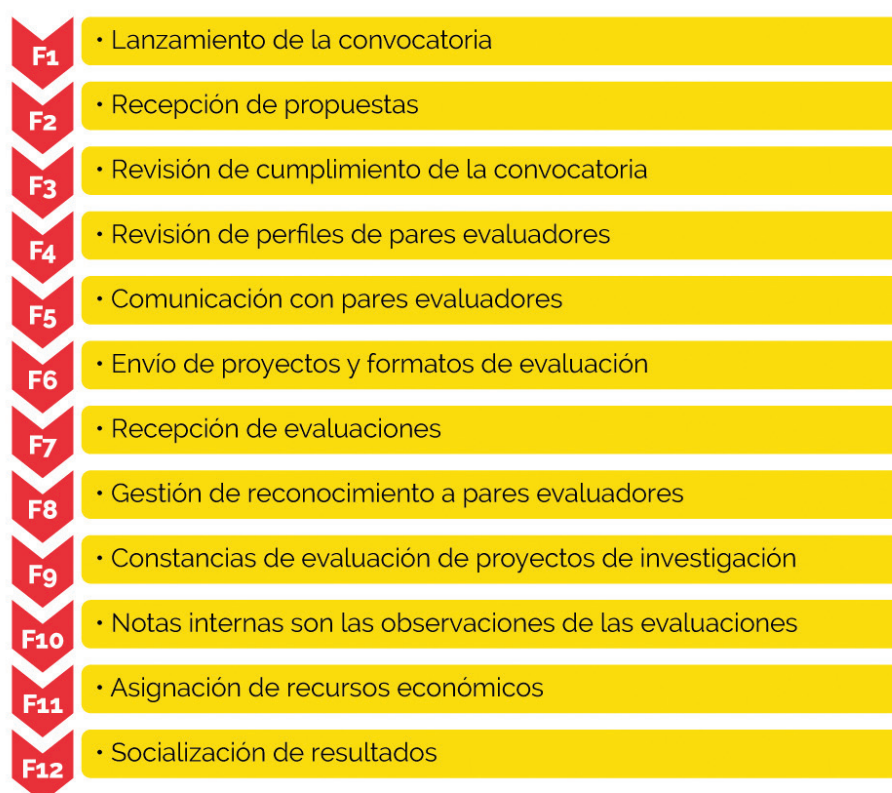 F1 • Lanzamiento de la convocatoria
F2 • Recepción de propuestas
F3 • Revisión de cumplimiento de la convocatoria
F4 • Revisión de perfiles de pares evaluadores
F5 • Comunicación con pares evaluadores
F6 • Envío de proyectos y formatos de evaluación
F7 • Recepción de evaluaciones
F8 • Gestión de reconocimiento a pares evaluadores
F9 • Constancias de evaluación de proyectos de investigación
F10 • Notas internas son las observaciones de las evaluaciones
F11 • Asignación de recursos económicos
F12 • Socialización de resultados